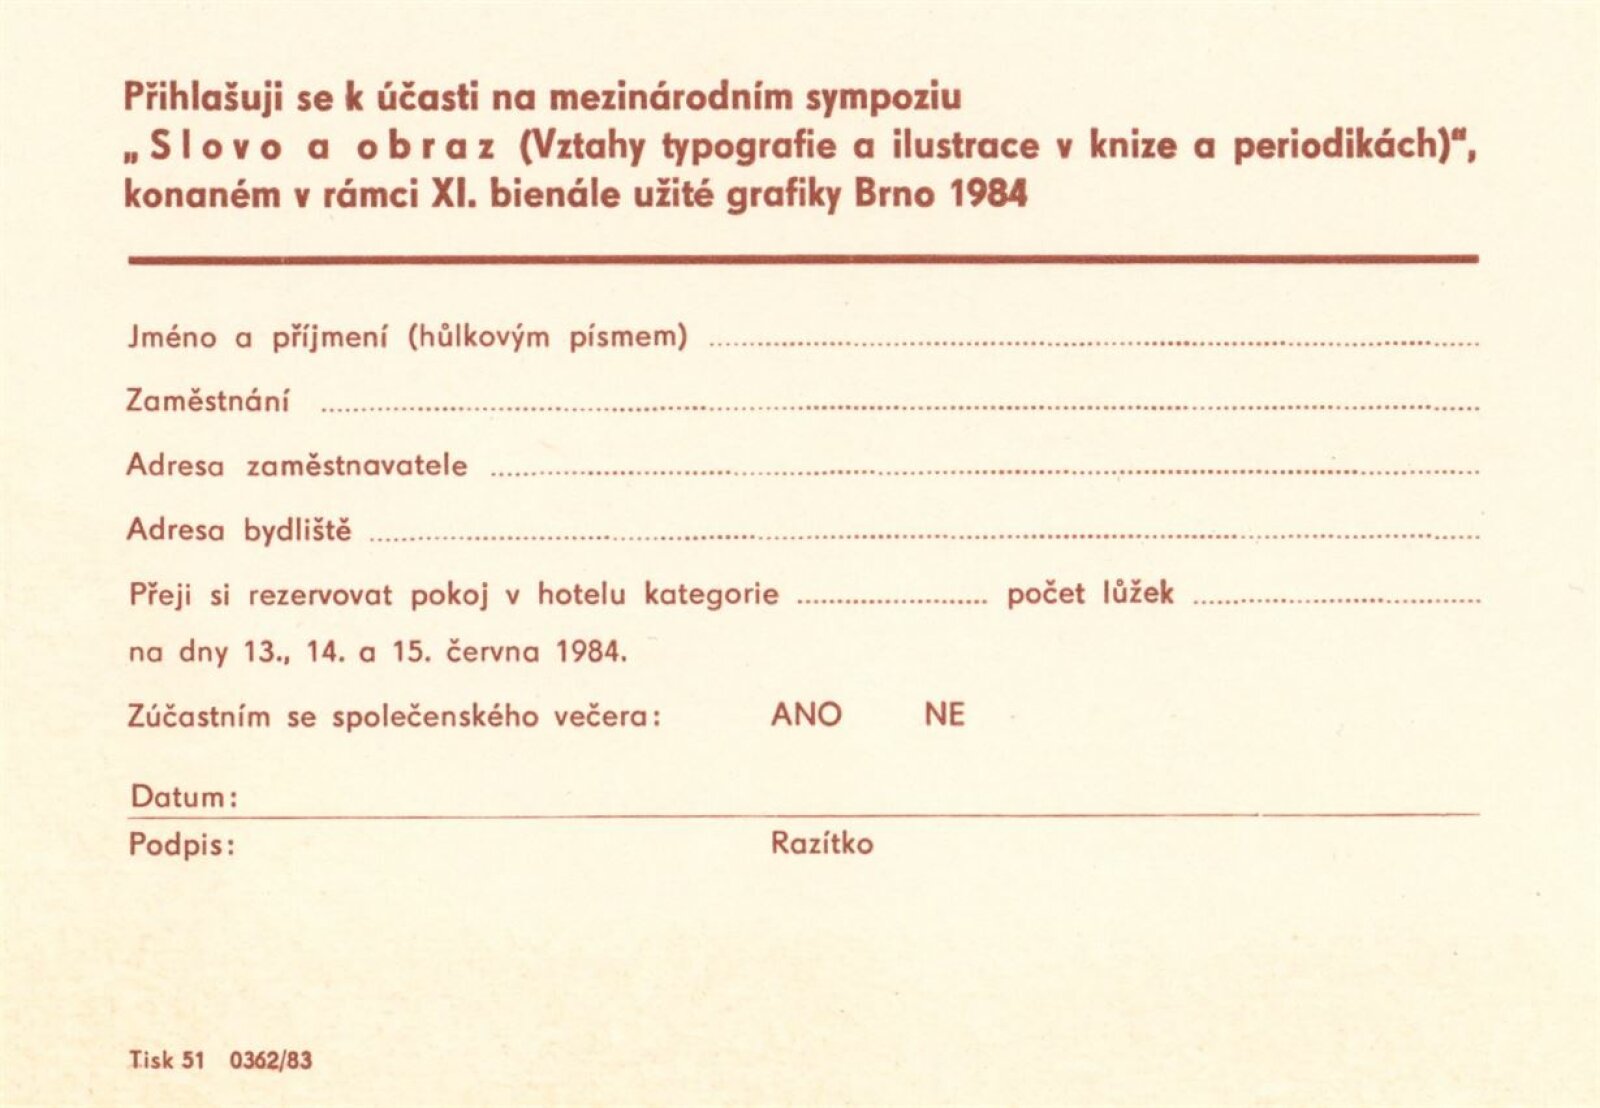 Přihlašuji se k účasti na mezinárodním sympoziu
„Slovo a obraz (Vztahy typografie a ilustrace v knize a periodikách)“,
konaném v rámci XI. bienále užité grafiky Brno 1984
Jméno a příjmení (hůlkovým písmem)
Zaměstnání
Adresa zaměstnavatele
Adresa bydliště
Přeji si rezervovat pokoj v hotelu kategorie počet lůžek
na dny 13., 14. a 15. června 1984.
Zúčastním se společenského večera: ANO NE
Datum:
Podpis: Razítko
Tisk 51 0362/83